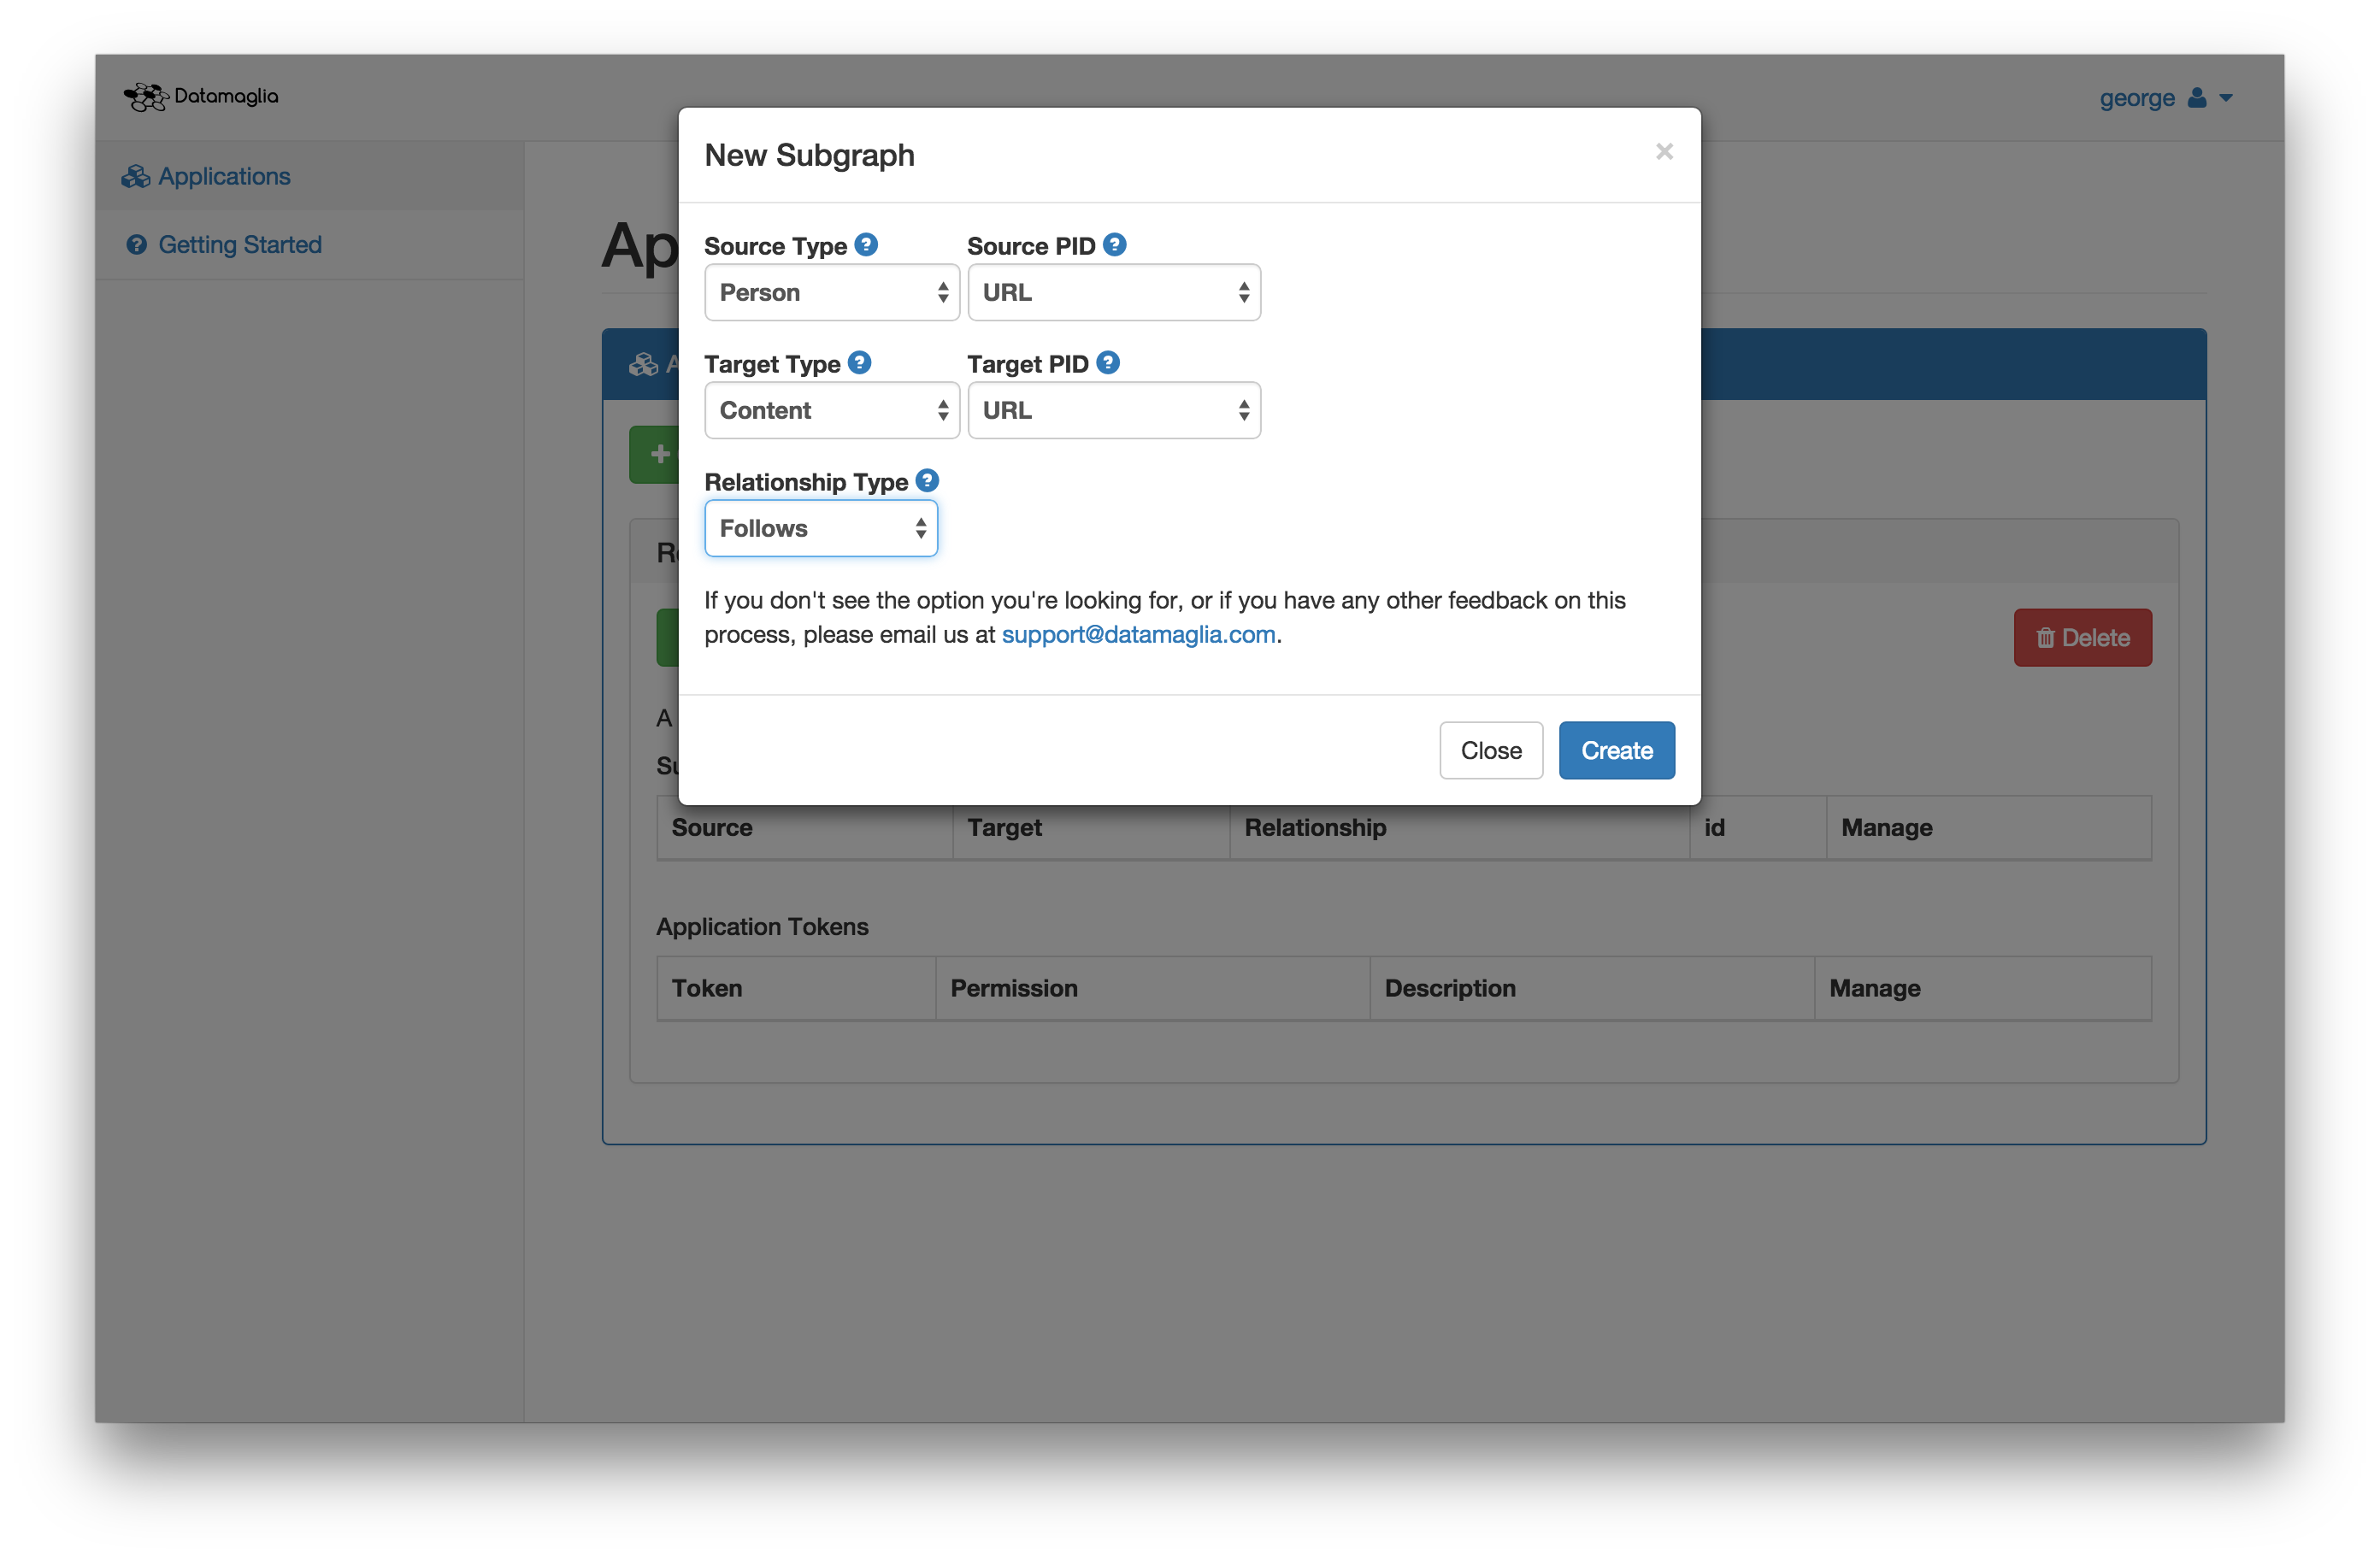 Datamaglia
george
Applications
Getting Started
New Subgraph
×
Source Type ? Source PID ?
Person URL
Target Type ? Target PID ?
Content URL
Relationship Type ?
Follows
If you don't see the option you're looking for, or if you have any other feedback on this
process, please email us at support@datamaglia.com.
Close Create
Delete
A
Source Target Relationship id Manage
Application Tokens
Token Permission Description Manage